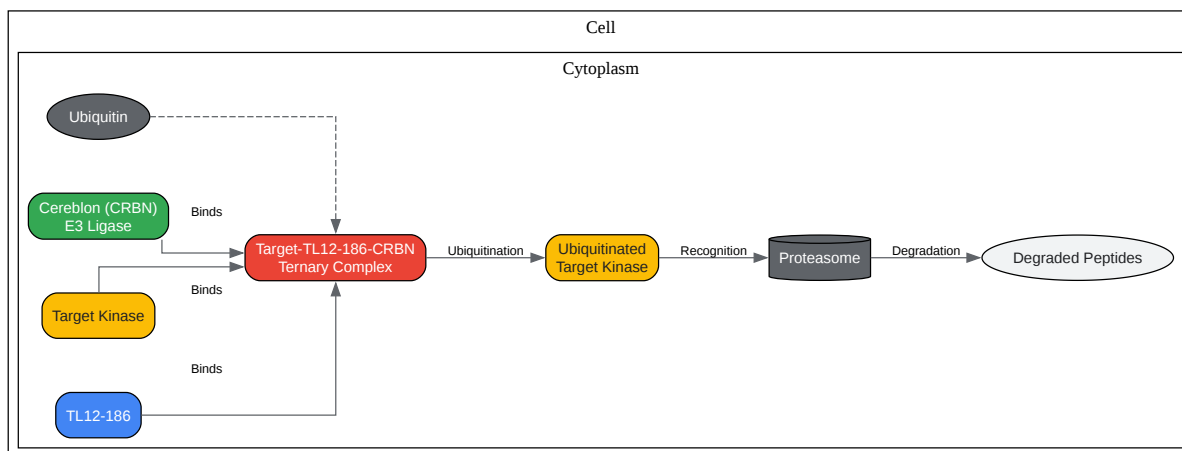 Cell
Cytoplasm
Ubiquitin
Cereblon (CRBN)
E3 Ligase
Binds
Target-TL12-186-CRBN
Ternary Complex
Ubiquitination
Ubiquitinated
Target Kinase
Recognition
Proteasome
Degradation
Degraded Peptides
Binds
Target Kinase
Binds
TL12-186